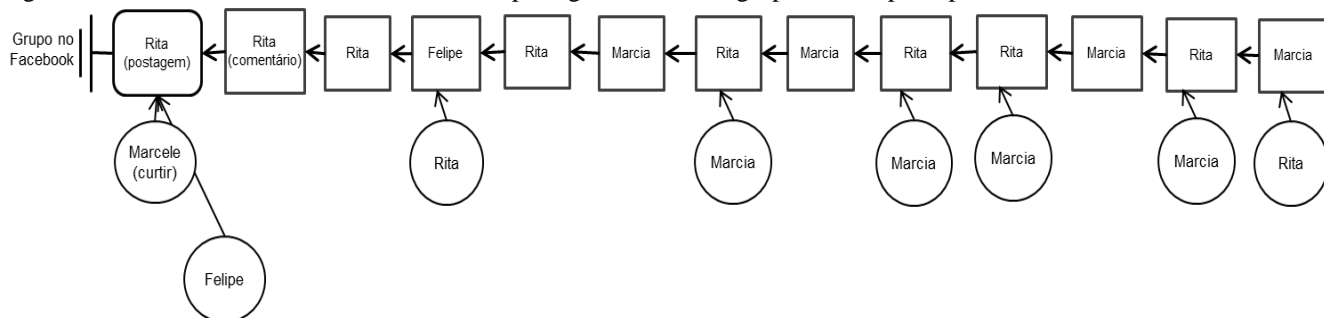 Grupo no
Facebook
Rita
(postagem)
Rita
(comentário)
Rita
Felipe
Rita
Marcia
Rita
Marcia
Rita
Rita
Marcia
Rita
Marcia
Marcele
(curtir)
Rita
Marcia
Marcia
Marcia
Marcia
Rita
Felipe